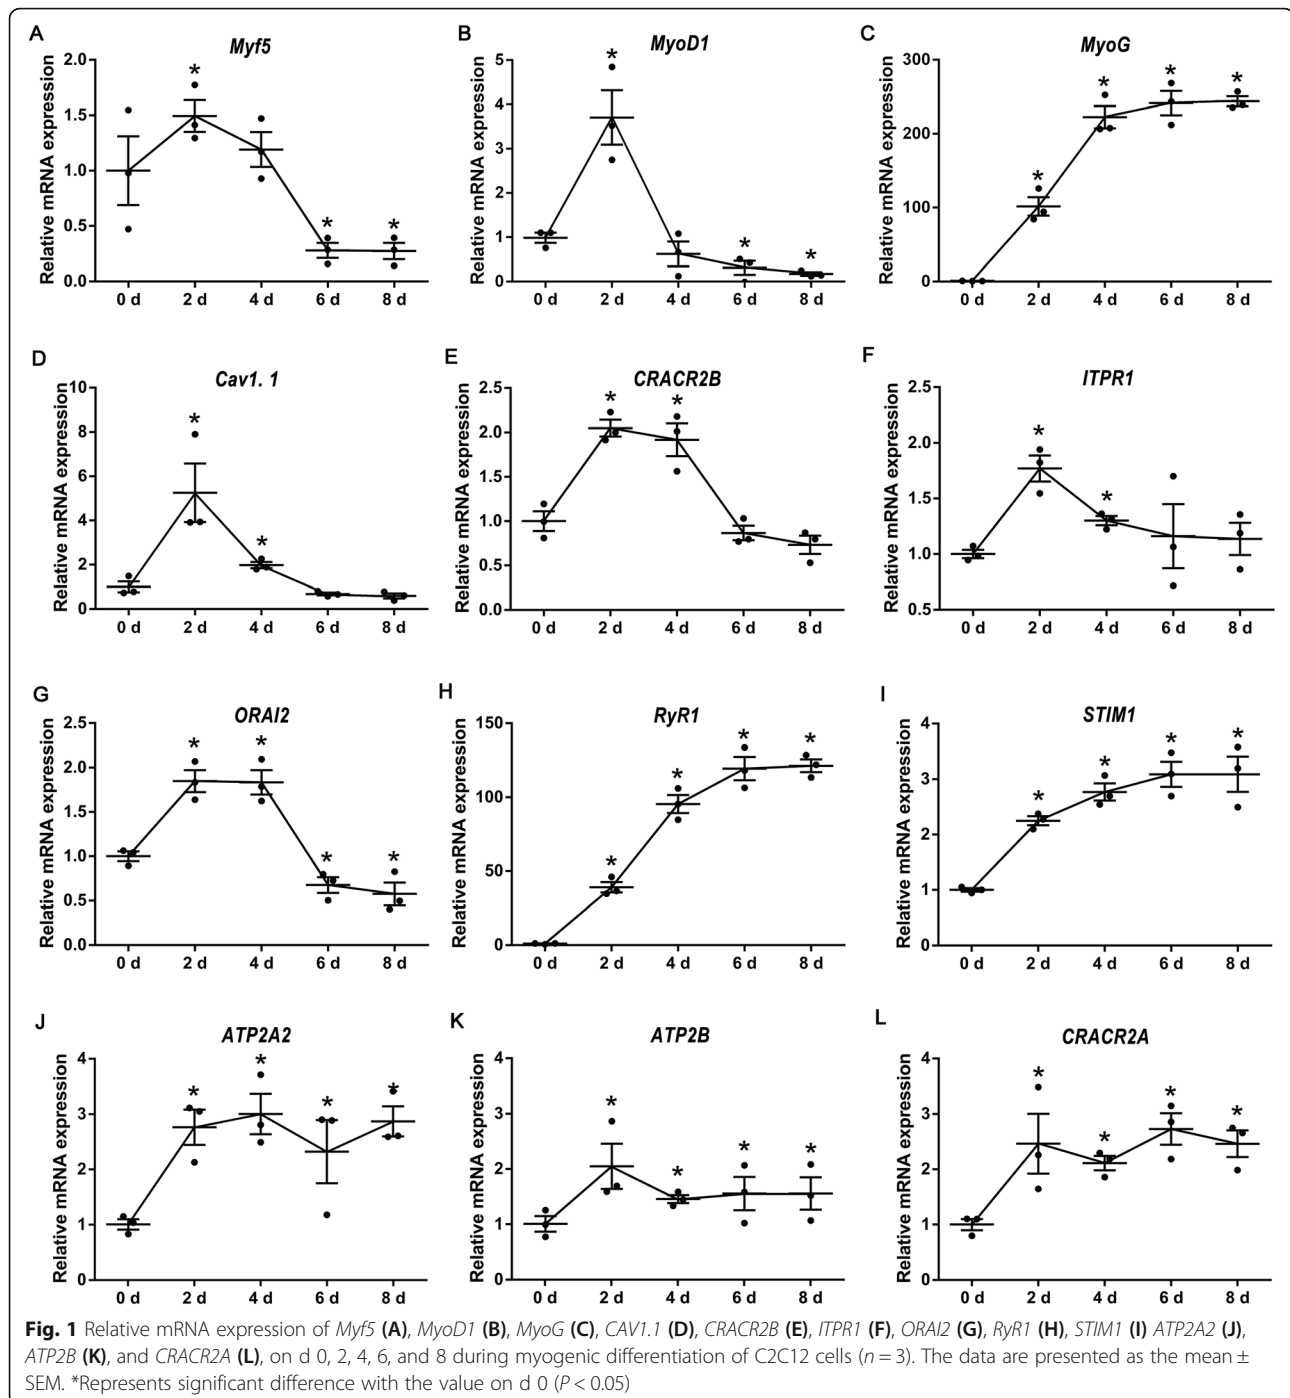 A
Myf5
Relative mRNA expression
2.0
1.5
1.0
0.5
0.0
* * *
0 d 2 d 4 d 6 d 8 d
B
MyoD1
Relative mRNA expression
5
4
3
2
1
0
* * *
0 d 2 d 4 d 6 d 8 d
C
MyoG
Relative mRNA expression
300
200
100
0
* * * *
0 d 2 d 4 d 6 d 8 d
D
Cav1. 1
Relative mRNA expression
10
8
6
4
2
0
* *
0 d 2 d 4 d 6 d 8 d
E
CRACR2B
Relative mRNA expression
2.5
2.0
1.5
1.0
0.5
0.0
* *
0 d 2 d 4 d 6 d 8 d
F
ITPR1
Relative mRNA expression
2.5
2.0
1.5
1.0
0.5
* *
0 d 2 d 4 d 6 d 8 d
G
ORAI2
Relative mRNA expression
2.5
2.0
1.5
1.0
0.5
0.0
* * * *
0 d 2 d 4 d 6 d 8 d
H
RyR1
Relative mRNA expression
150
100
50
0
* * * *
0 d 2 d 4 d 6 d 8 d
I
STIM1
Relative mRNA expression
4
3
2
1
0
* * * *
0 d 2 d 4 d 6 d 8 d
J
ATP2A2
Relative mRNA expression
4
3
2
1
0
* * * *
0 d 2 d 4 d 6 d 8 d
K
ATP2B
Relative mRNA expression
4
3
2
1
0
* * * *
0 d 2 d 4 d 6 d 8 d
L
CRACR2A
Relative mRNA expression
4
3
2
1
0
* * * *
0 d 2 d 4 d 6 d 8 d
Fig. 1 Relative mRNA expression of Myf5 (A), MyoD1 (B), MyoG (C), CAV1.1 (D), CRACR2B (E), ITPR1 (F), ORAI2 (G), RyR1 (H), STIM1 (I) ATP2A2 (J),
ATP2B (K), and CRACR2A (L), on d 0, 2, 4, 6, and 8 during myogenic differentiation of C2C12 cells (n = 3). The data are presented as the mean ±
SEM. *Represents significant difference with the value on d 0 (P < 0.05)